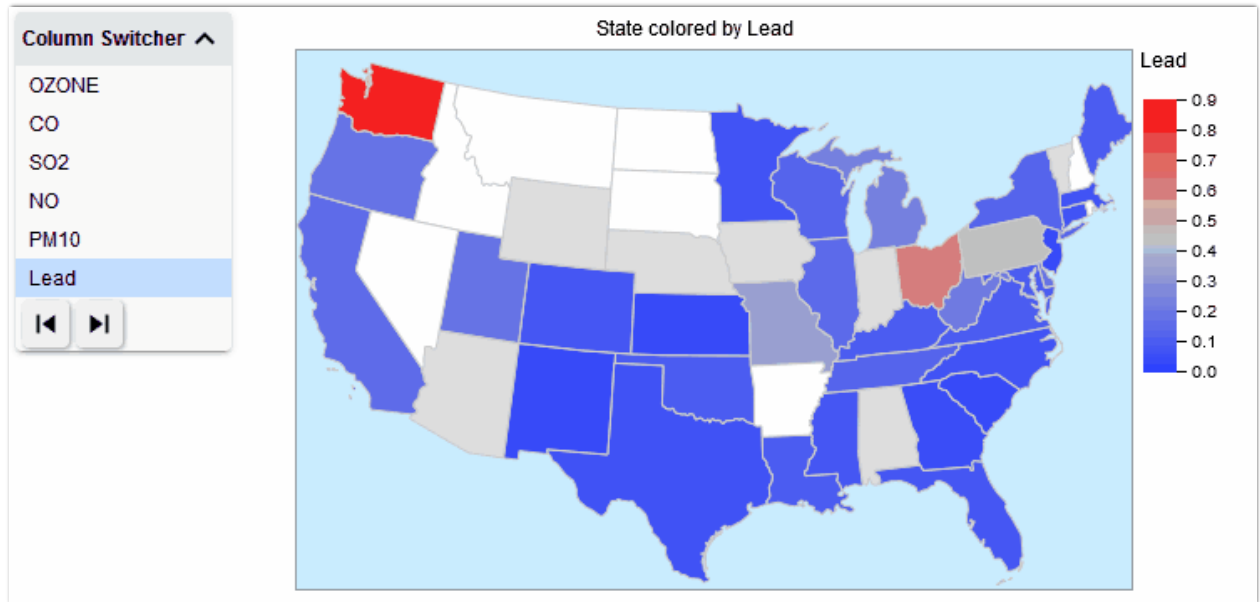 Column Switcher
OZONE
CO
SO2
NO
PM10
Lead
State colored by Lead
Lead
0.9
0.8
0.7
0.6
0.5
0.4
0.3
0.2
0.1
0.0